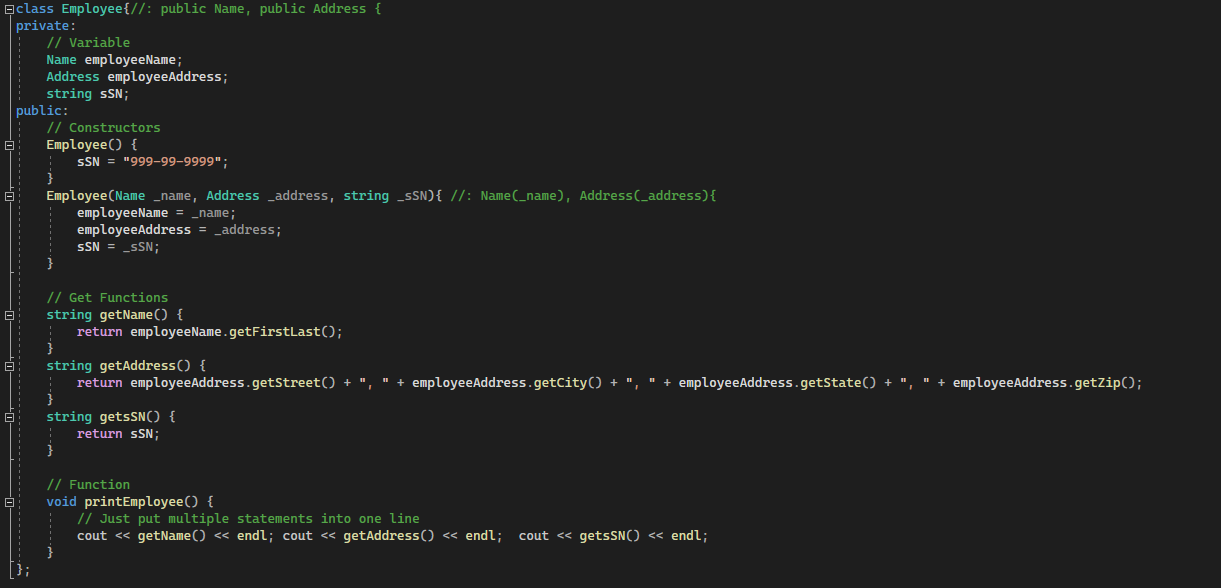 class Employee{//: public Name, public Address {
private:
    // Variable
    Name employeeName;
    Address employeeAddress;
    string sSN;
public:
    // Constructors
    Employee() {
        sSN = "999-99-9999";
    }
    Employee(Name _name, Address _address, string _sSN){ //: Name(_name), Address(_address){
        employeeName = _name;
        employeeAddress = _address;
        sSN = _sSN;
    }

    // Get Functions
    string getName() {
        return employeeName.getFirstLast();
    }
    string getAddress() {
        return employeeAddress.getStreet() + ", " + employeeAddress.getCity() + ", " + employeeAddress.getState() + ", " + employeeAddress.getZip();
    }
    string getsSN() {
        return sSN;
    }

    // Function
    void printEmployee() {
        // Just put multiple statements into one line
        cout << getName() << endl; cout << getAddress() << endl;  cout << getsSN() << endl;
    }
};